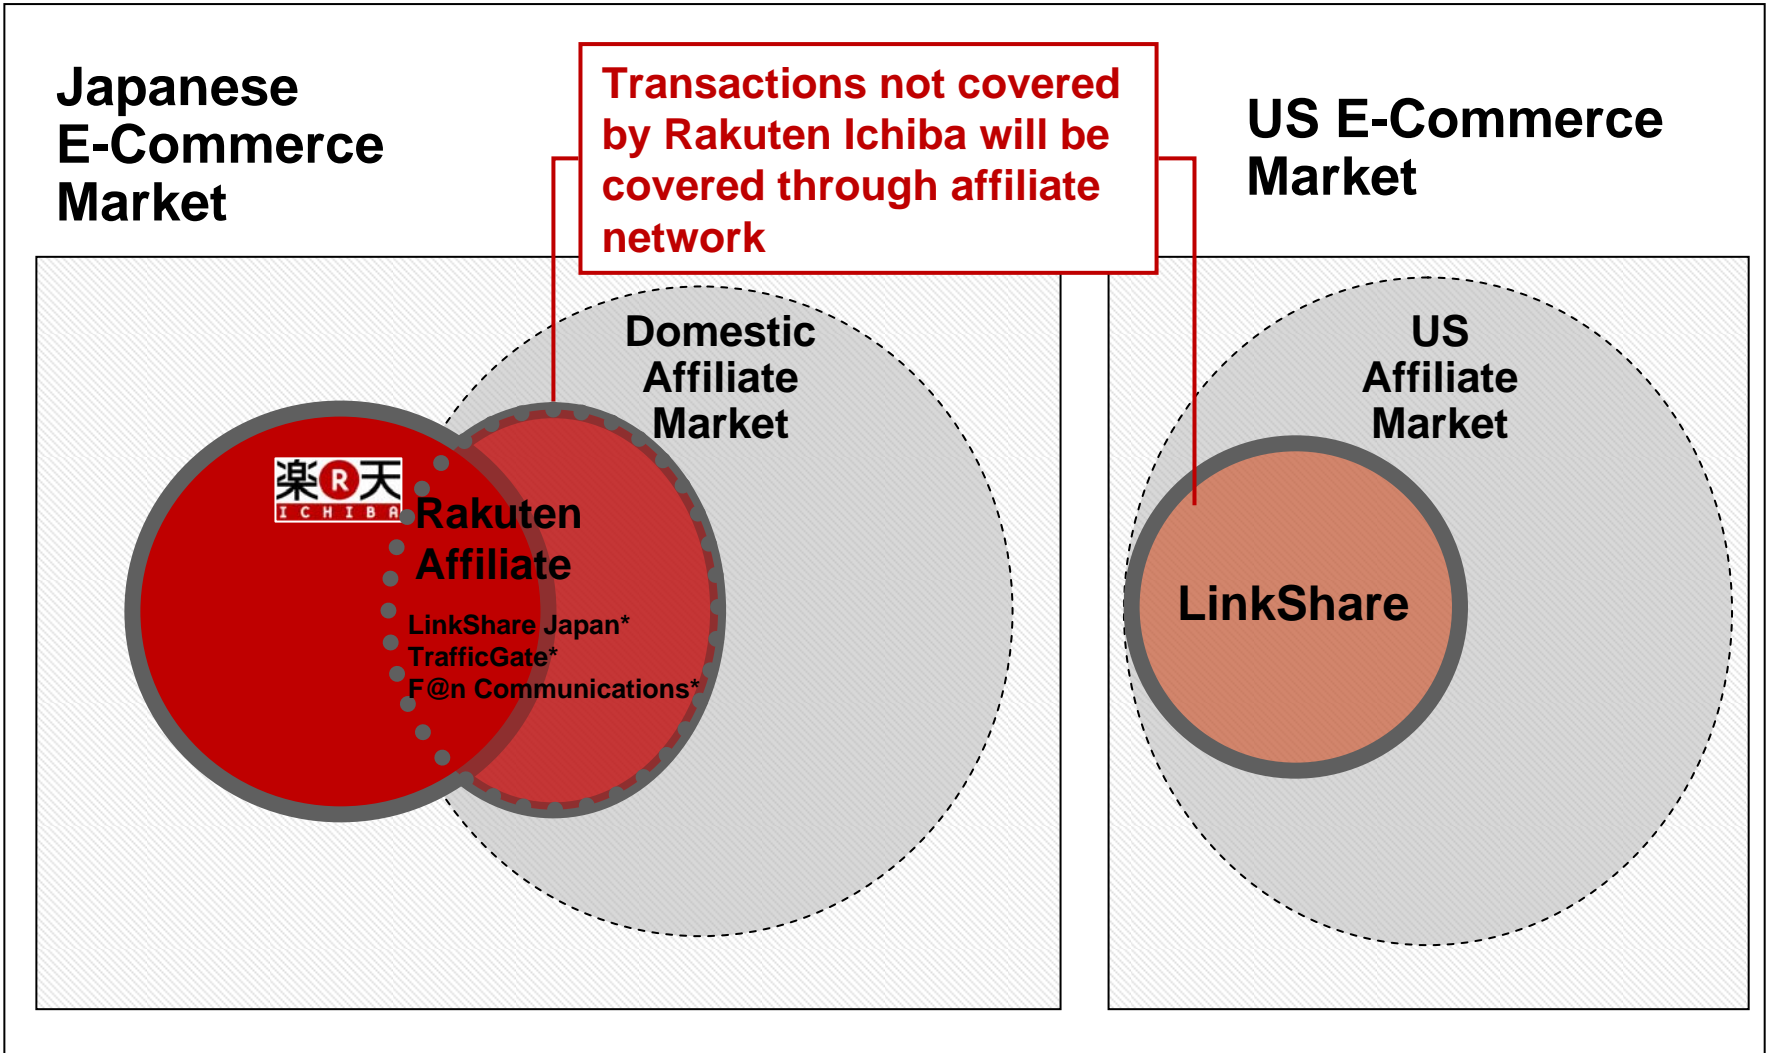 Japanese
E-Commerce
Market
Transactions not covered
by Rakuten Ichiba will be
covered through affiliate
network
US E-Commerce
Market
Domestic
Affiliate
Market
楽R天
ICHIBA
Rakuten
Affiliate
LinkShare Japan*
TrafficGate*
F@n Communications*
US
Affiliate
Market
LinkShare